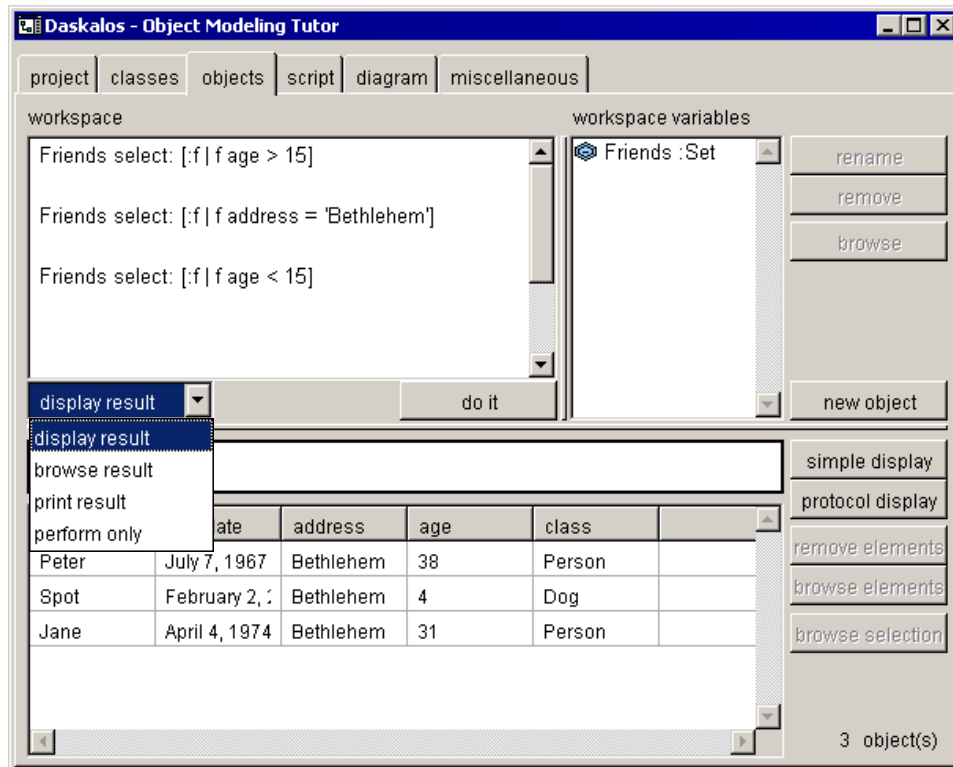 Daskalos - Object Modeling Tutor
project classes objects script diagram miscellaneous
workspace
workspace variables
Friends select: [:f | f age > 15]
Friends select: [:f | f address = 'Bethlehem']
Friends select: [:f | f age < 15]
Friends :Set
rename
remove
browse
display result
do it
new object
display result
browse result
print result
perform only
simple display
protocol display
remove elements
browse elements
browse selection
address age class
Peter July 7, 1967 Bethlehem 38 Person
Spot February 2, Bethlehem 4 Dog
Jane April 4, 1974 Bethlehem 31 Person
3 object(s)